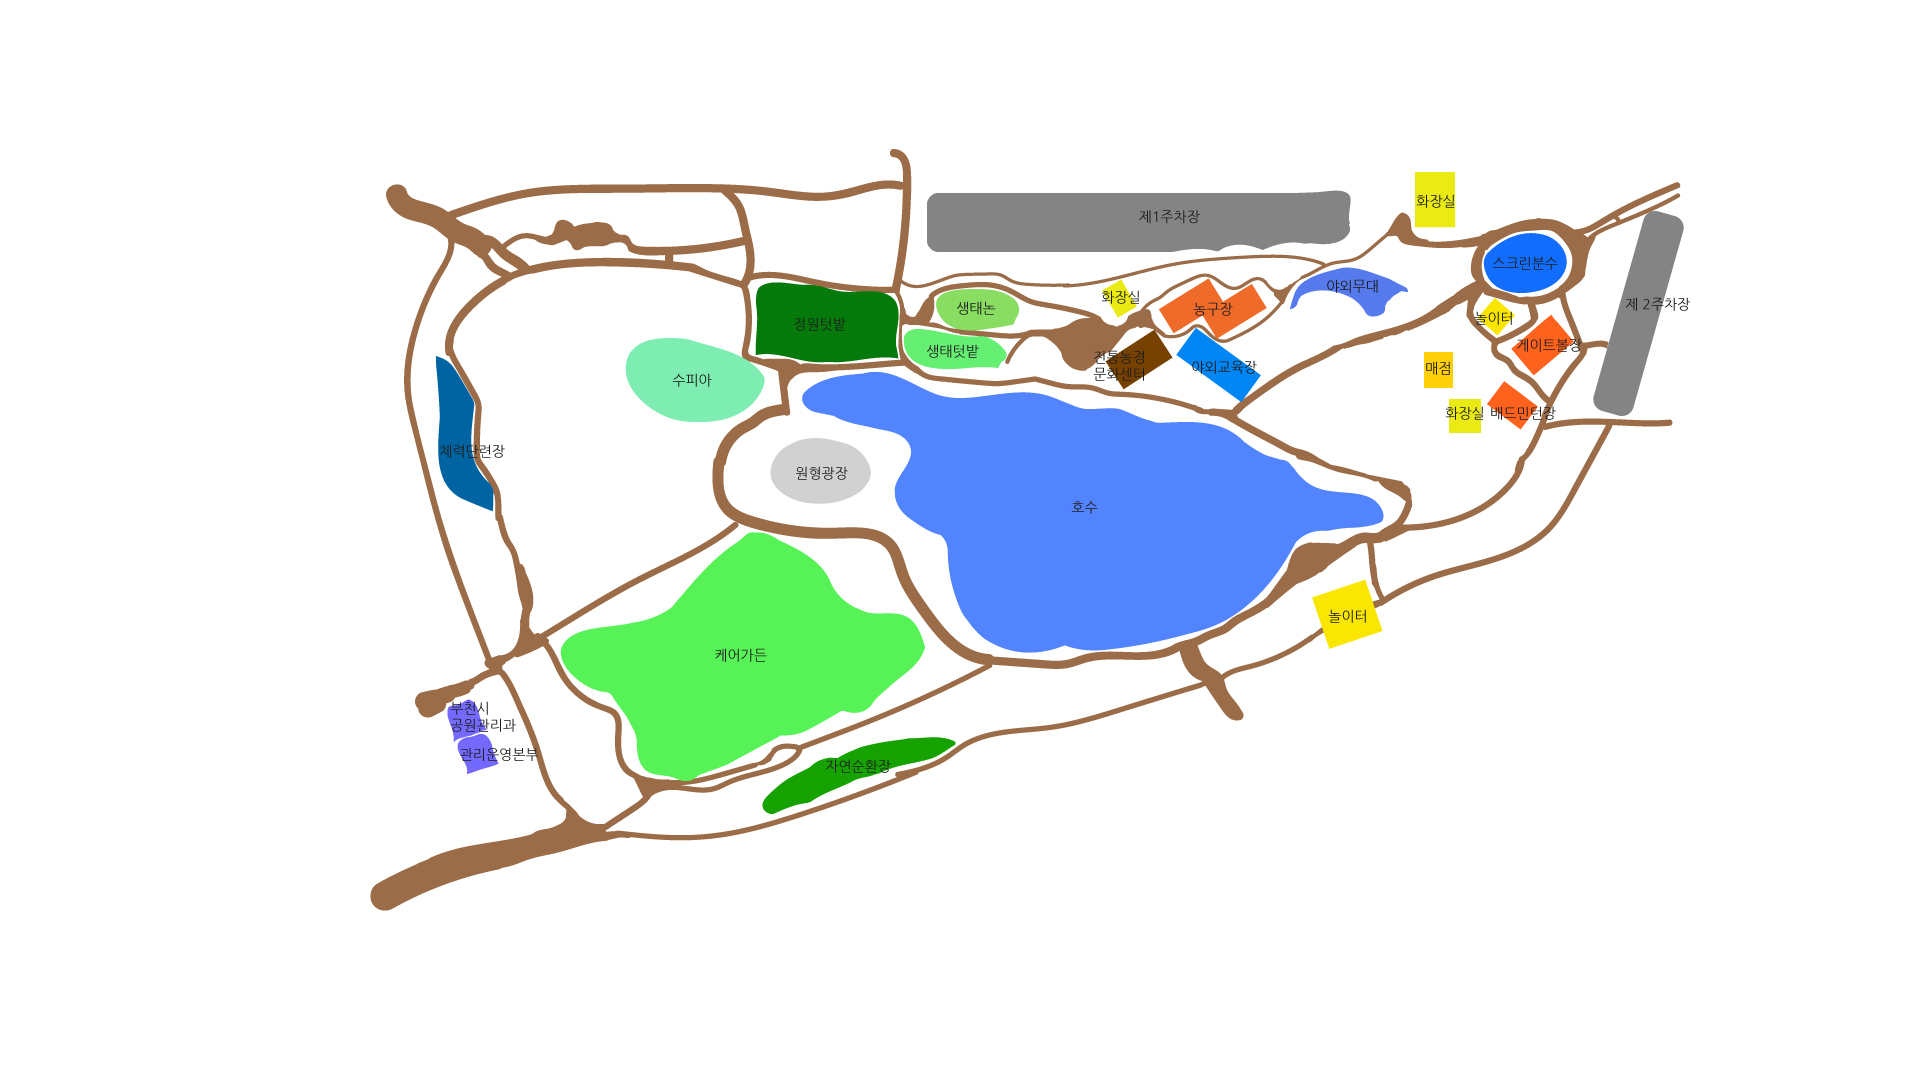 화장실
제1주차장
스크린분수
야외무대
화장실
제 2주차장
생태논
농구장
놀이터
정원텃밭
게이트볼장
생태텃밭
전통농경
문화센터
야외교육장
매점
수피아
화장실
배드민턴장
체력단련장
원형광장
호수
놀이터
케어가든
부천시
공원관리과
관리운영본부
자연순환장